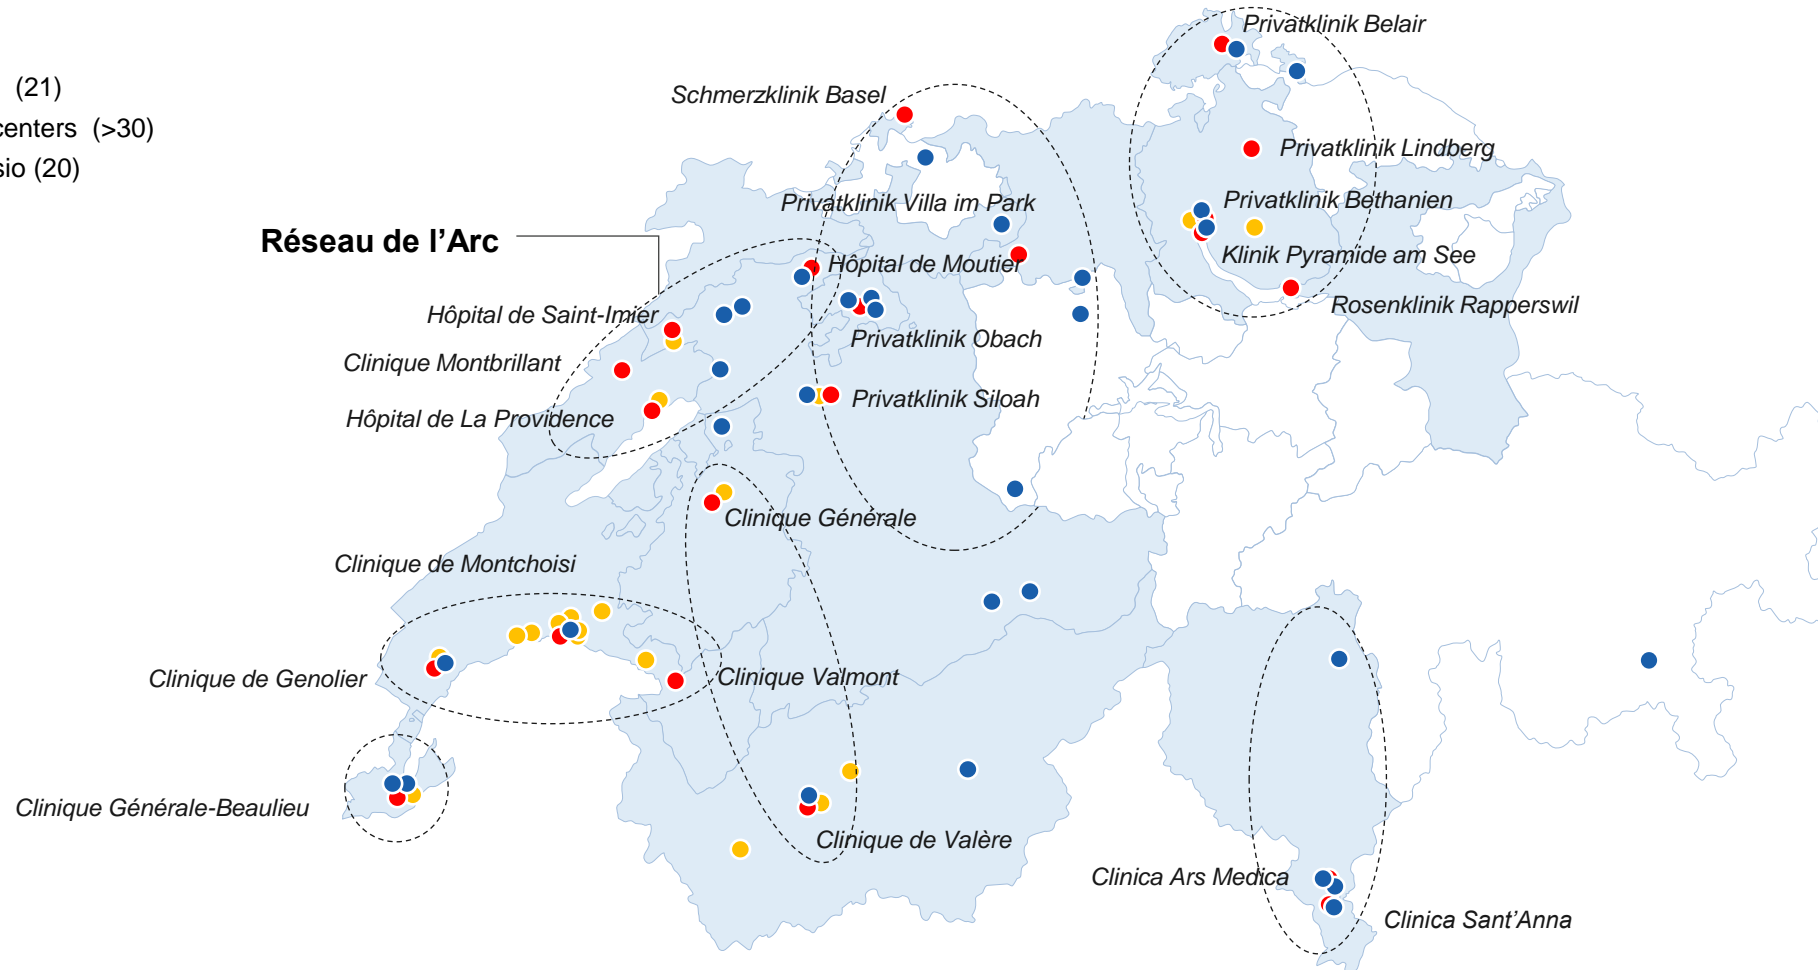 (21)
centers (>30)
sio (20)
Privatklinik Belair
Schmerzklinik Basel
Privatklinik Lindberg
Privatklinik Villa im Park
Privatklinik Bethanien
Réseau de l’Arc
Hôpital de Moutier
Klinik Pyramide am See
Rosenklinik Rapperswil
Hôpital de Saint-Imier
Privatklinik Obach
Clinique Montbrillant
Privatklinik Siloah
Hôpital de La Providence
Clinique Générale
Clinique de Montchoisi
Clinique de Genolier
Clinique Valmont
Clinique Générale-Beaulieu
Clinique de Valère
Clinica Ars Medica
Clinica Sant’Anna